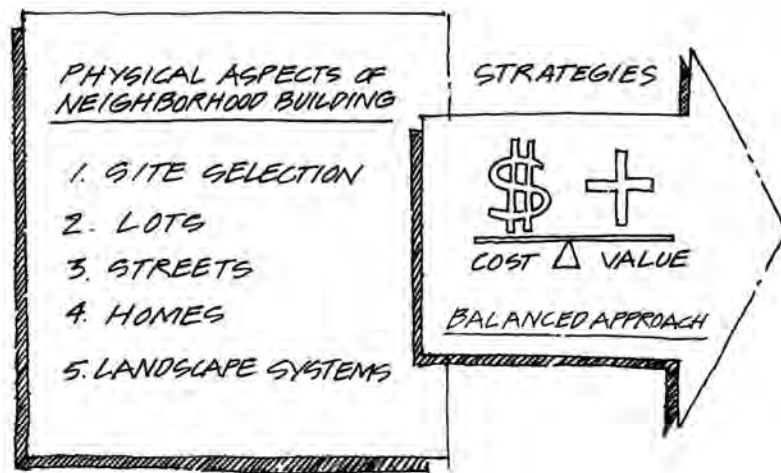 PHYSICAL ASPECTS OF
NEIGHBORHOOD BUILDING
1. SITE SELECTION
2. LOTS
3. STREETS
4. HOMES
5. LANDSCAPE SYSTEMS
STRATEGIES
$ +
COST Δ VALUE
BALANCED APPROACH